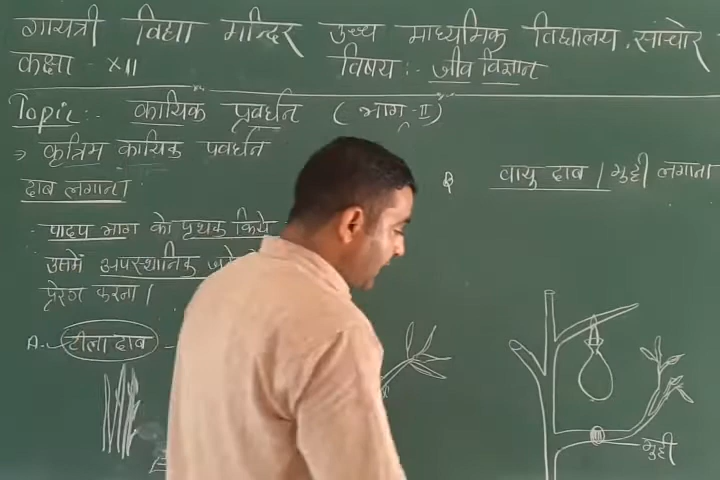 गायत्री विद्या मन्दिर उच्च माध्यमिक विद्यालय, सांचोर
कक्षा - XII विषय :- जीव विज्ञान
Topic :- कायिक प्रवर्धन ( भाग - II )
⇒ कृत्रिम कायिक प्रवर्धन
दाब लगाना
- पादप भाग को पृथक किये
उसमें अपस्थानिक
प्रेरित करना।
A. टीला दाब -
B वायु दाब / गुट्टी लगाना
गुट्टी